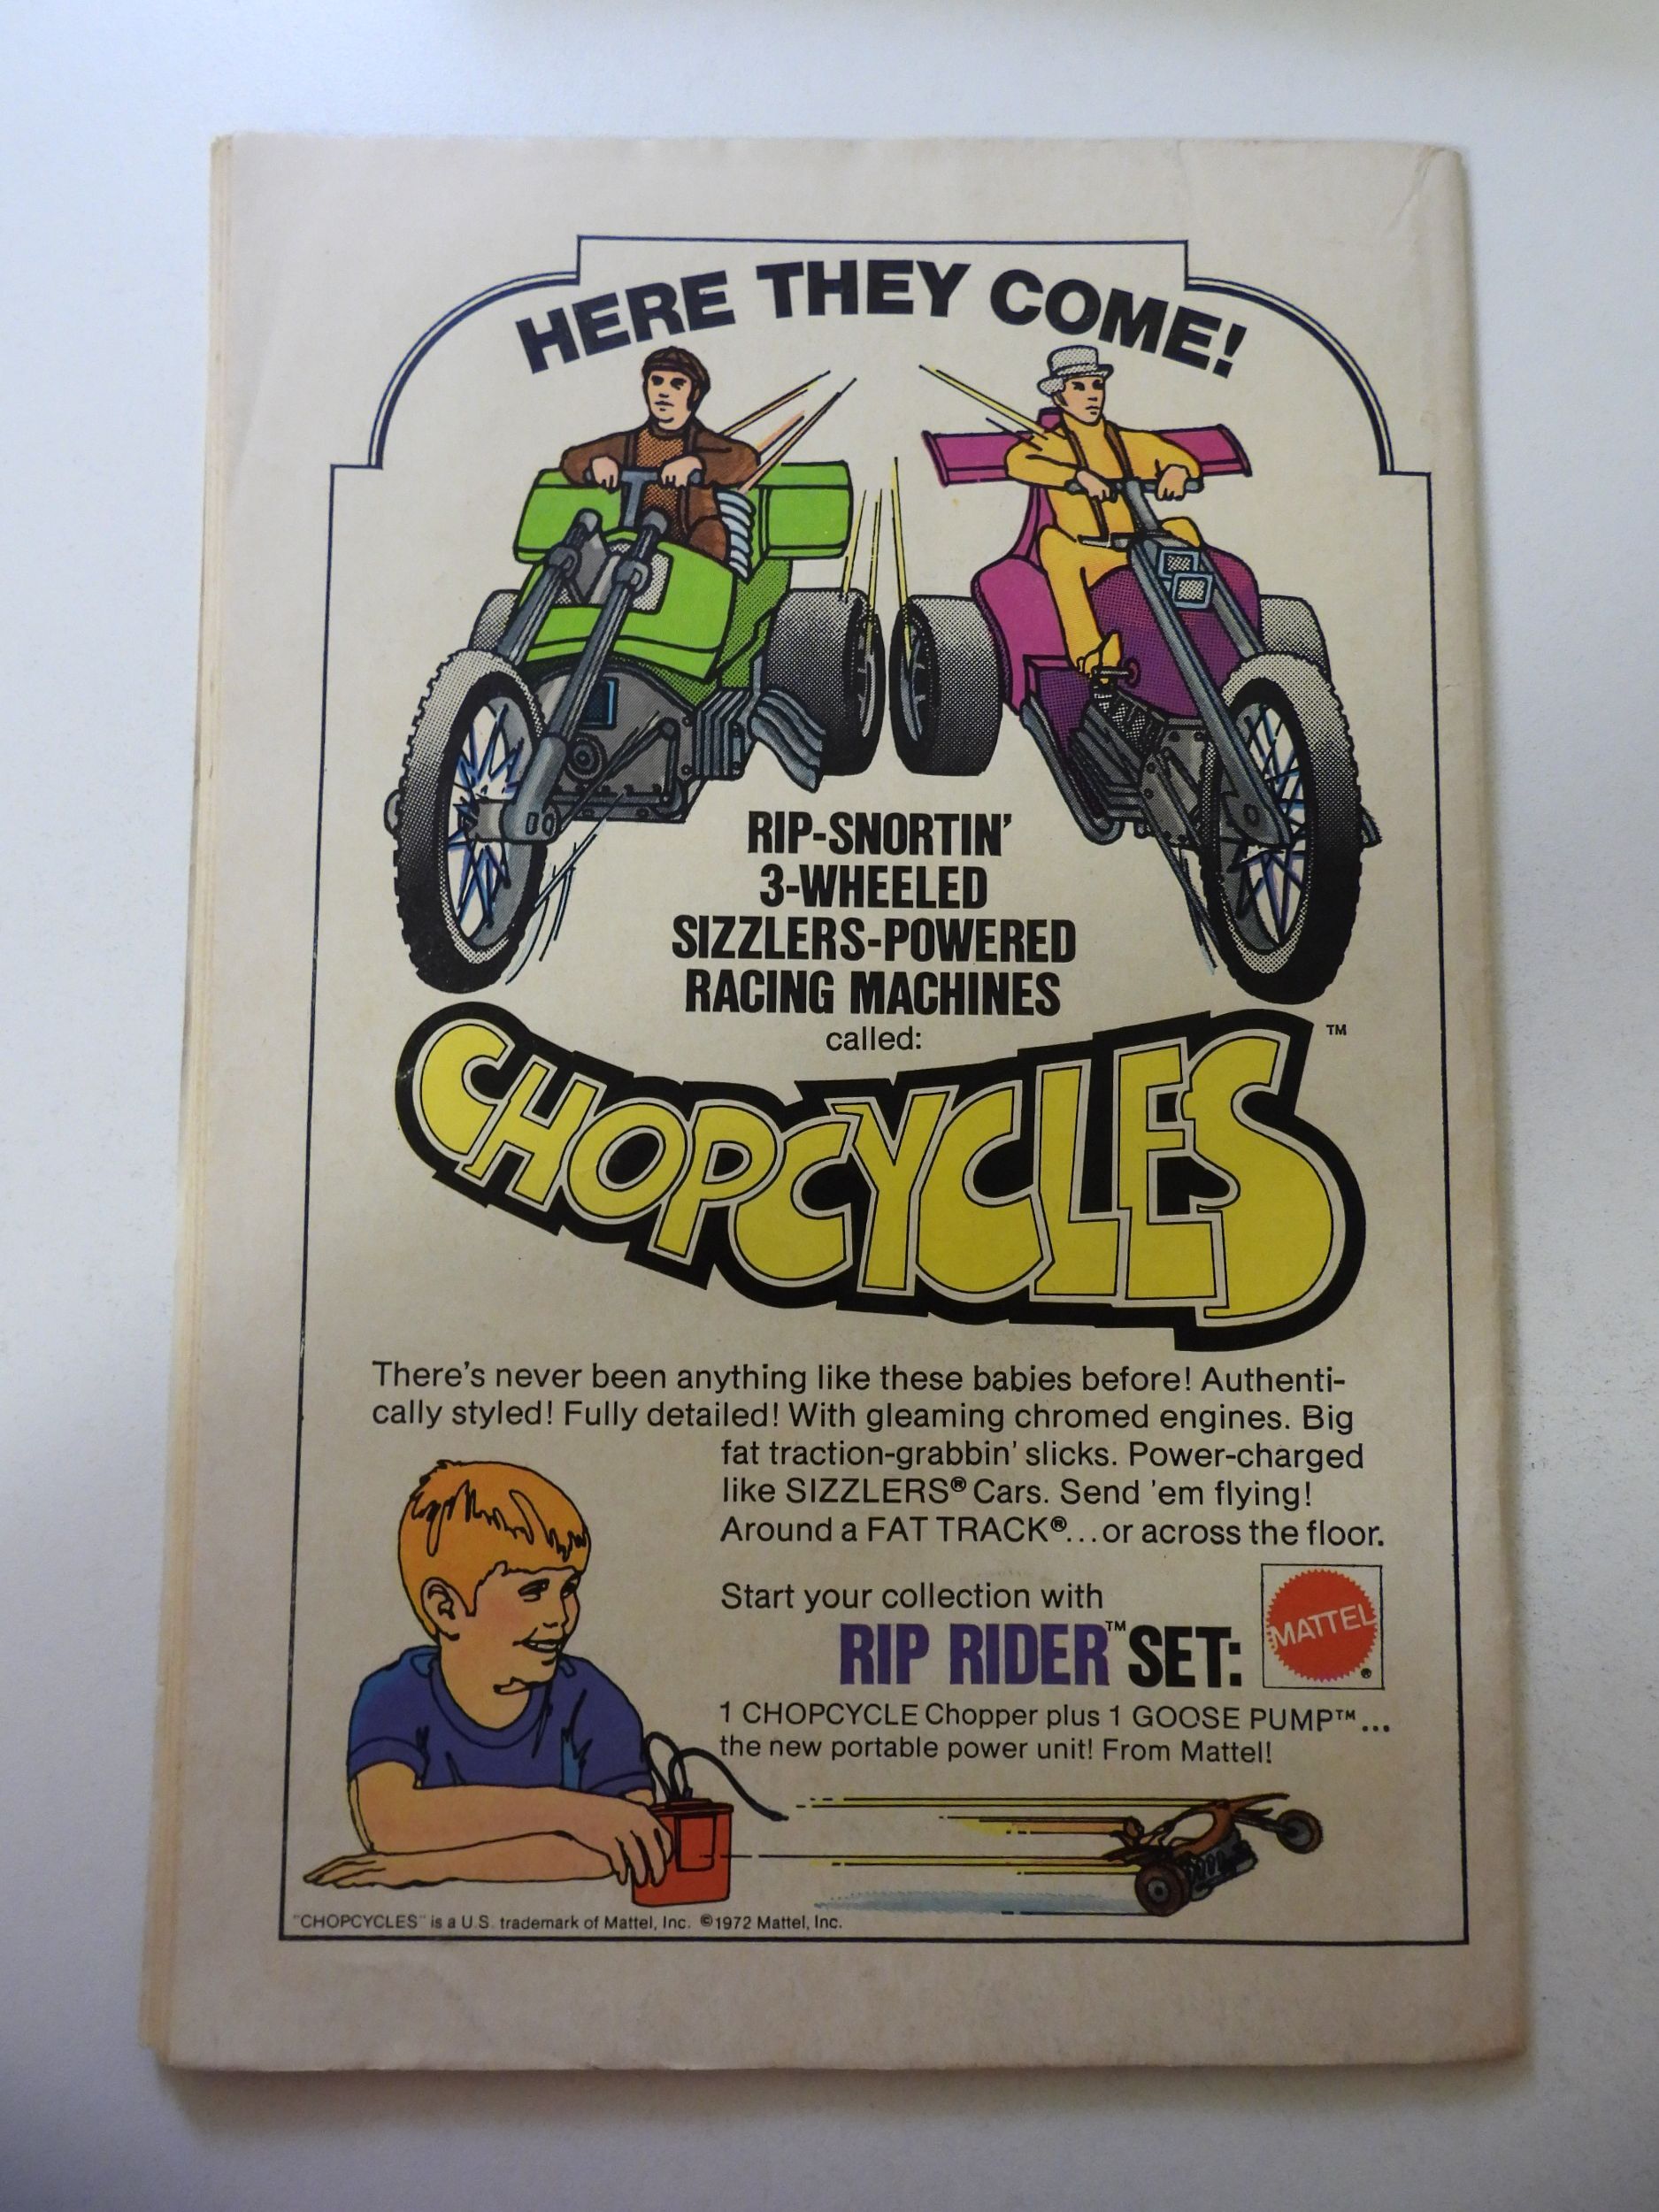 HERE THEY COME!
RIP-SNORTIN'
3-WHEELED
SIZZLERS-POWERED
RACING MACHINES
called:
CHOPCYCLES™
There's never been anything like these babies before! Authenti-
cally styled! Fully detailed! With gleaming chromed engines. Big
fat traction-grabbin' slicks. Power-charged
like SIZZLERS® Cars. Send 'em flying!
Around a FAT TRACK®...or across the floor.
Start your collection with
RIP RIDER™ SET:
MATTEL®
1 CHOPCYCLE Chopper plus 1 GOOSE PUMP™...
the new portable power unit! From Mattel!
"CHOPCYCLES" is a U.S. trademark of Mattel, Inc. ©1972 Mattel, Inc.